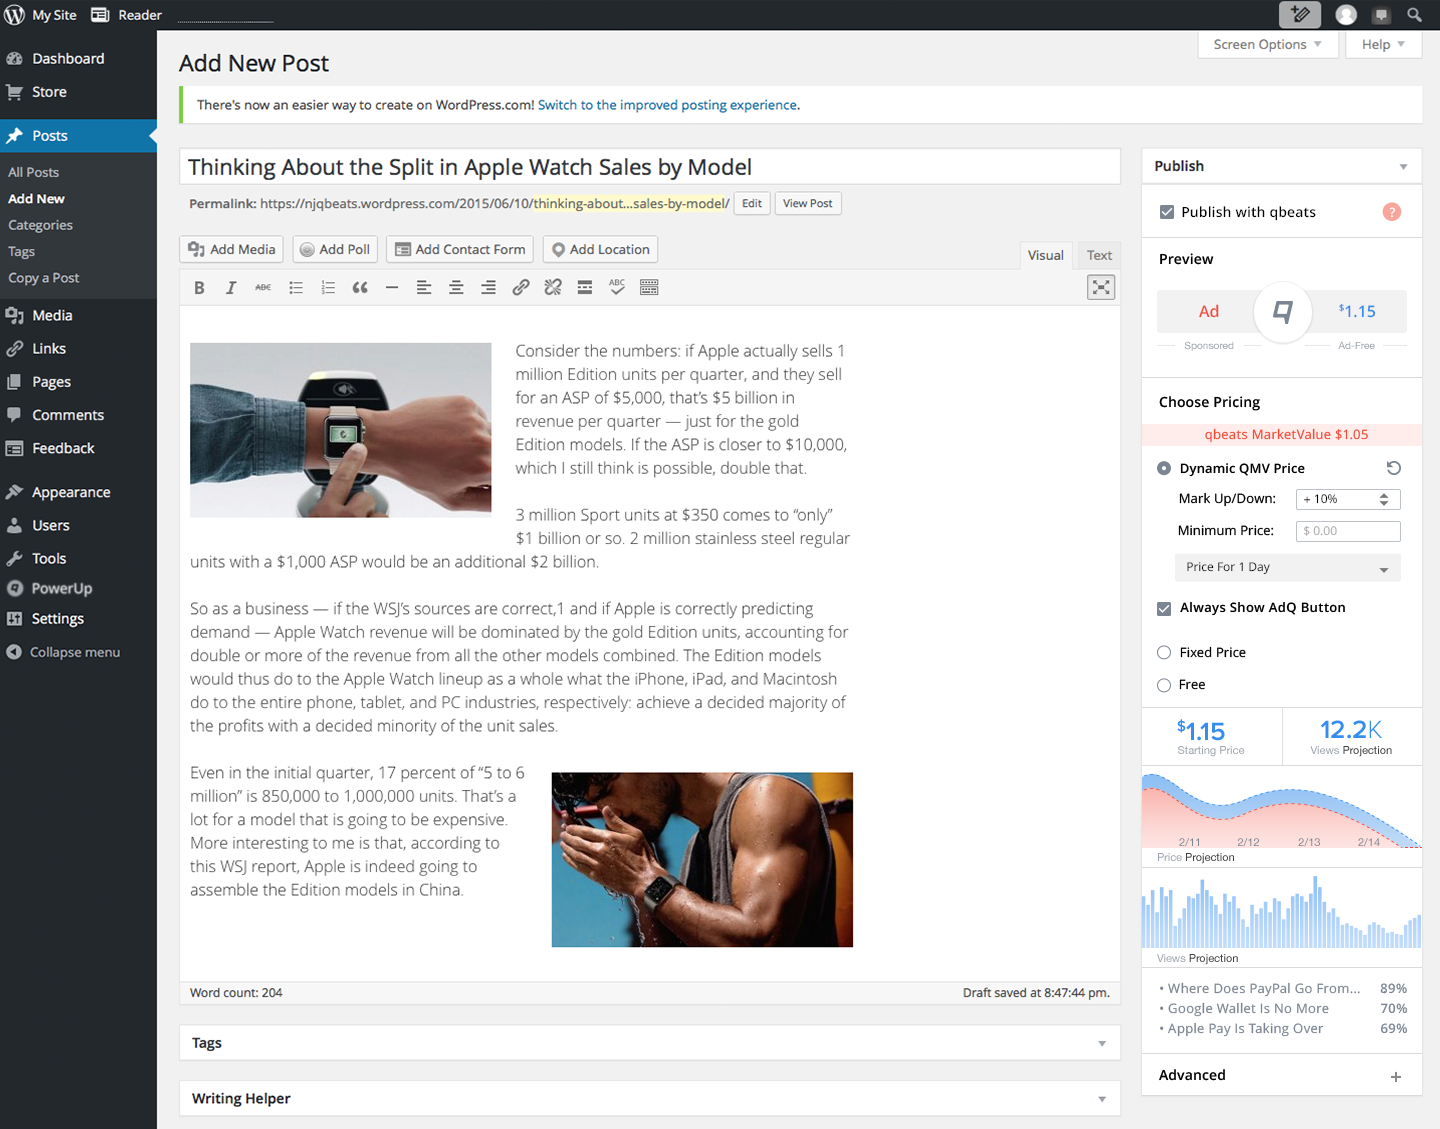 My Site
Reader
Screen Options
Help
Dashboard
Store
Posts
All Posts
Add New
Categories
Tags
Copy a Post
Media
Links
Pages
Comments
Feedback
Appearance
Users
Tools
PowerUp
Settings
Collapse menu
Add New Post
There's now an easier way to create on WordPress.com! Switch to the improved posting experience.
Thinking About the Split in Apple Watch Sales by Model
Permalink: https://njqbeats.wordpress.com/2015/06/10/thinking-about...sales-by-model/ Edit View Post
Add Media Add Poll Add Contact Form Add Location
Visual Text
B I ABC ABC
Consider the numbers: if Apple actually sells 1
million Edition units per quarter, and they sell
for an ASP of $5,000, that's $5 billion in
revenue per quarter — just for the gold
Edition models. If the ASP is closer to $10,000,
which I still think is possible, double that.
3 million Sport units at $350 comes to “only”
$1 billion or so. 2 million stainless steel regular
units with a $1,000 ASP would be an additional $2 billion.
So as a business — if the WSJ's sources are correct,1 and if Apple is correctly predicting
demand — Apple Watch revenue will be dominated by the gold Edition units, accounting for
double or more of the revenue from all the other models combined. The Edition models
would thus do to the Apple Watch lineup as a whole what the iPhone, iPad, and Macintosh
do to the entire phone, tablet, and PC industries, respectively: achieve a decided majority of
the profits with a decided minority of the unit sales.
Even in the initial quarter, 17 percent of “5 to 6
million” is 850,000 to 1,000,000 units. That's a
lot for a model that is going to be expensive.
More interesting to me is that, according to
this WSJ report, Apple is indeed going to
assemble the Edition models in China.
Word count: 204
Draft saved at 8:47:44 pm.
Tags
Writing Helper
Publish
Publish with qbeats
?
Preview
Ad
$1.15
Sponsored
Ad-Free
Choose Pricing
qbeats MarketValue $1.05
Dynamic QMV Price
Mark Up/Down: + 10%
Minimum Price: $ 0.00
Price For 1 Day
Always Show AdQ Button
Fixed Price
Free
$1.15
Starting Price
12.2K
Views Projection
2/11 2/12 2/13 2/14
Price Projection
Views Projection
• Where Does PayPal Go From... 89%
• Google Wallet Is No More 70%
• Apple Pay Is Taking Over 69%
Advanced +